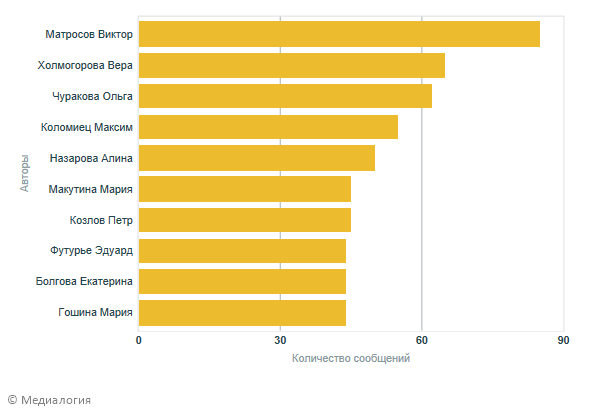 Матросов Виктор
Холмогорова Вера
Чуракова Ольга
Коломиец Максим
Назарова Алина
Макутина Мария
Козлов Петр
Футурье Эдуард
Болгова Екатерина
Гошина Мария
Авторы
0 30 60 90
Количество сообщений
© Медиалогия